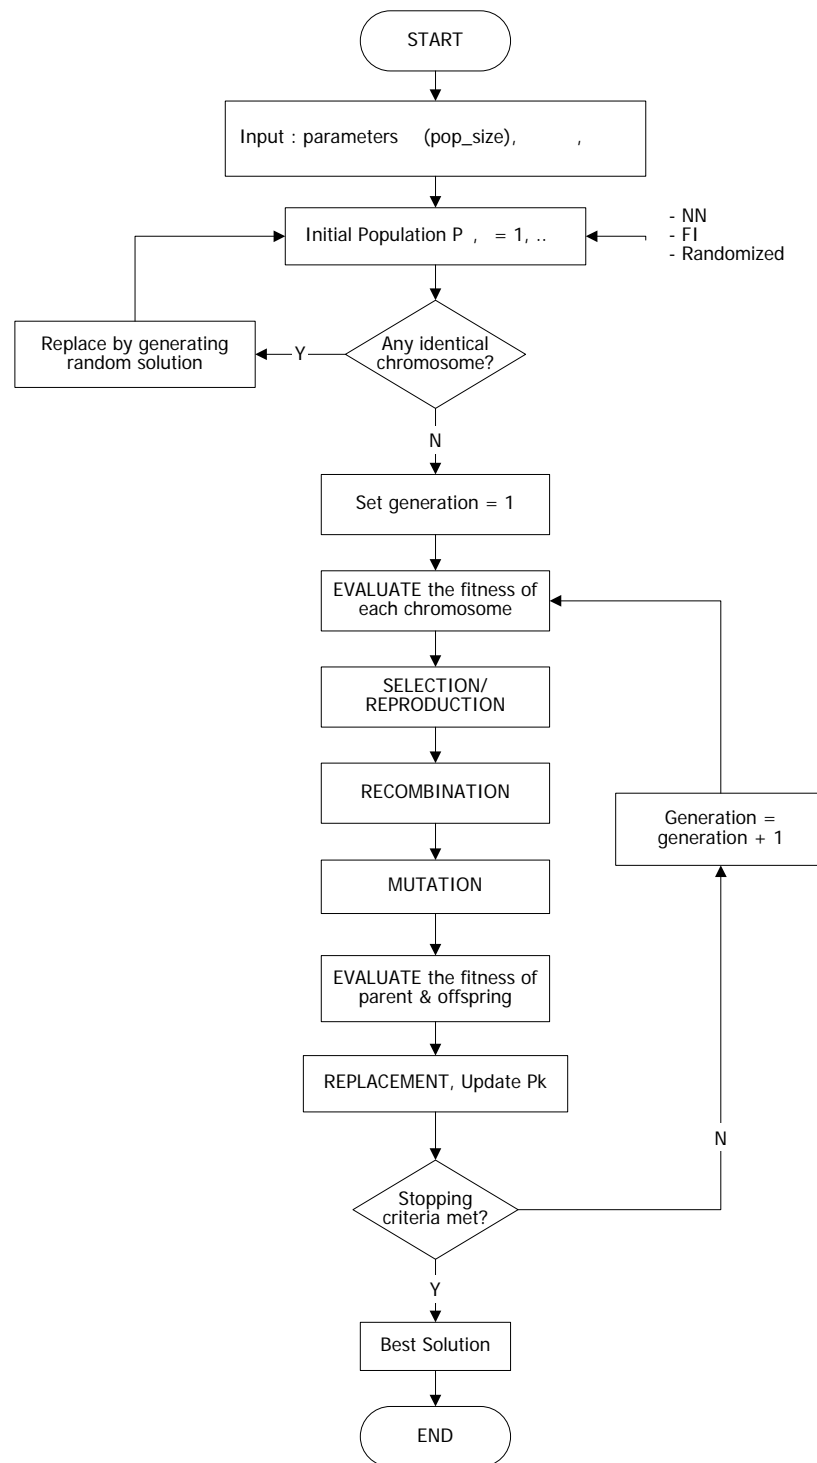 START
Input : parameters (pop_size), ,
Initial Population P , = 1, ..
- NN
- FI
- Randomized
Replace by generating
random solution
Y
Any identical
chromosome?
N
Set generation = 1
EVALUATE the fitness of
each chromosome
SELECTION/
REPRODUCTION
RECOMBINATION
Generation =
generation + 1
MUTATION
EVALUATE the fitness of
parent & offspring
REPLACEMENT, Update Pk
N
Stopping
criteria met?
Y
Best Solution
END